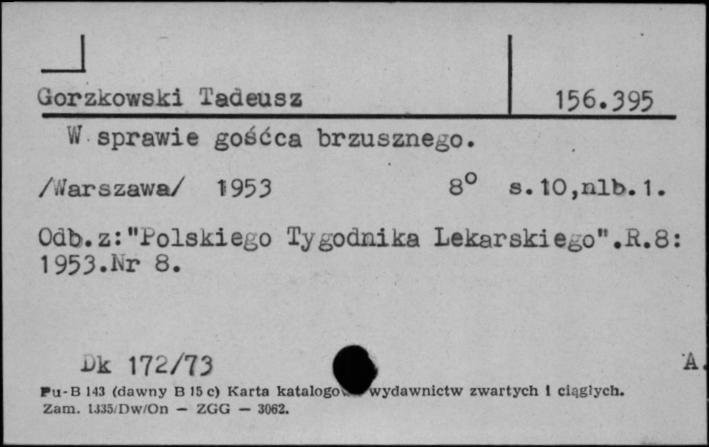 Gorzkowski Tadeusz 156.395
W sprawie gośćca brzusznego.
/Warszawa/ 1953 8° s.10,nlb.1.
Odb.z:"Polskiego Tygodnika Lekarskiego".R.8:
1953.Nr 8.
Dk 172/73 A.
Pu-B 143 (dawny B 15 c) Karta katalogow wydawnictw zwartych i ciągłych.
Zam. 1335/Dw/On — ZGG — 3062.